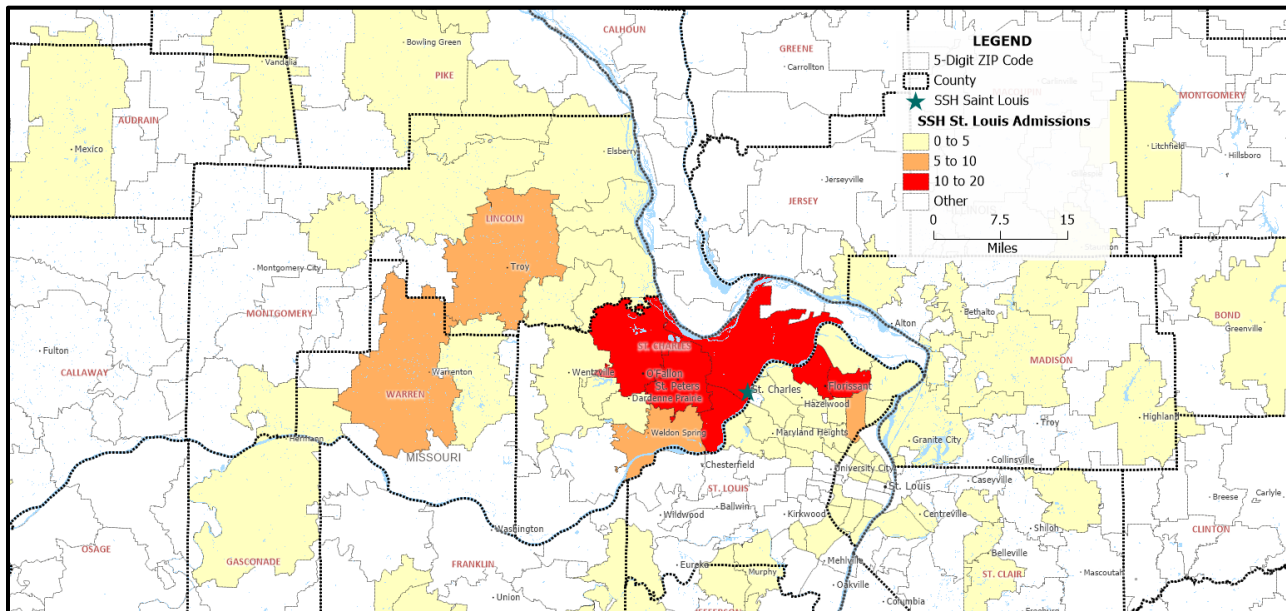 CALHOUN
GREENE
Bowling Green
Vandalia
PIKE
Carrollton
LEGEND
5-Digit ZIP Code
County
SSH Saint Louis
SSH St. Louis Admissions
0 to 5
5 to 10
10 to 20
Other
0 7.5 15
Miles
MONTGOMERY
Litchfield
Hillsboro
AUDRAIN
Mexico
Elsberry
Jerseyville
JERSEY
LINCOLN
Troy
Montgomery City
MONTGOMERY
Fulton
CALLAWAY
Warrenton
WARREN
Hermann
MISSOURI
ST. CHARLES
Wentzville
O'Fallon
St. Peters
Dardenne Prairie
Weldon Spring
St. Charles
Florissant
Hazelwood
Maryland Heights
Alton
Bethalto
BOND
Greenville
MADISON
Highland
Troy
Granite City
Collinsville
Chesterfield
University City
ST. LOUIS
St. Louis
Caseyville
Ballwin
Wildwood
Kirkwood
Centreville
Shiloh
Breese
Carlyle
CLINTON
Washington
OSAGE
GASCONADE
FRANKLIN
Union
Eureka
Murphy
Mehlville
Oakville
Columbia
Belleville
ST. CLAIR
Mascoutah